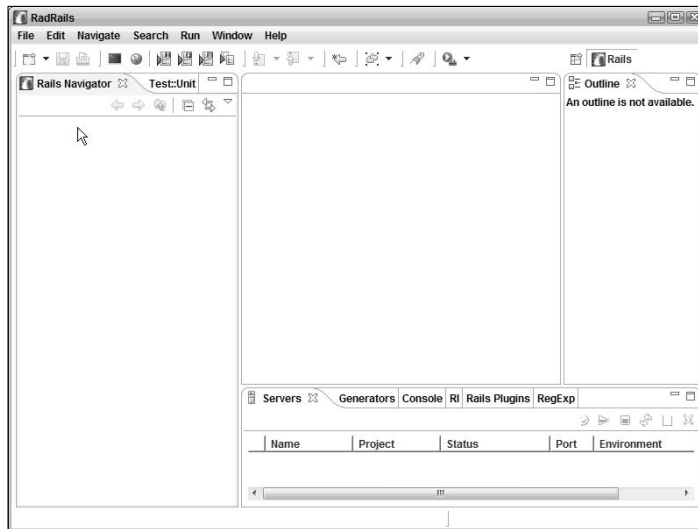 RadRails
File Edit Navigate Search Run Window Help
Rails
Rails Navigator Test::Unit
Outline
An outline is not available.
Servers Generators Console RI Rails Plugins RegExp
Name Project Status Port Environment